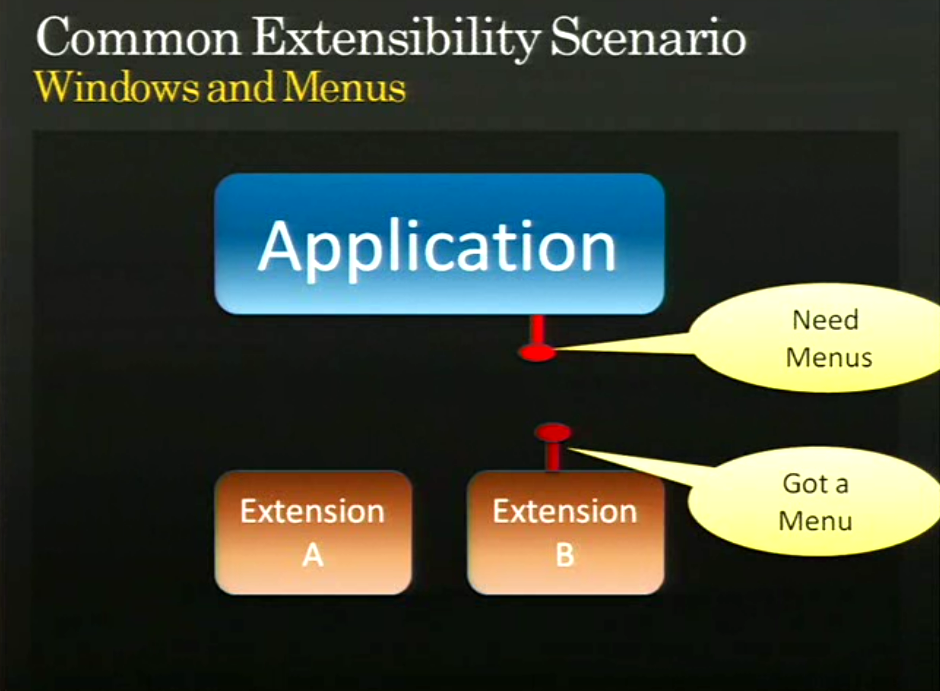 Common Extensibility Scenario
Windows and Menus
Application
Need
Menus
Got a
Menu
Extension
A
Extension
B